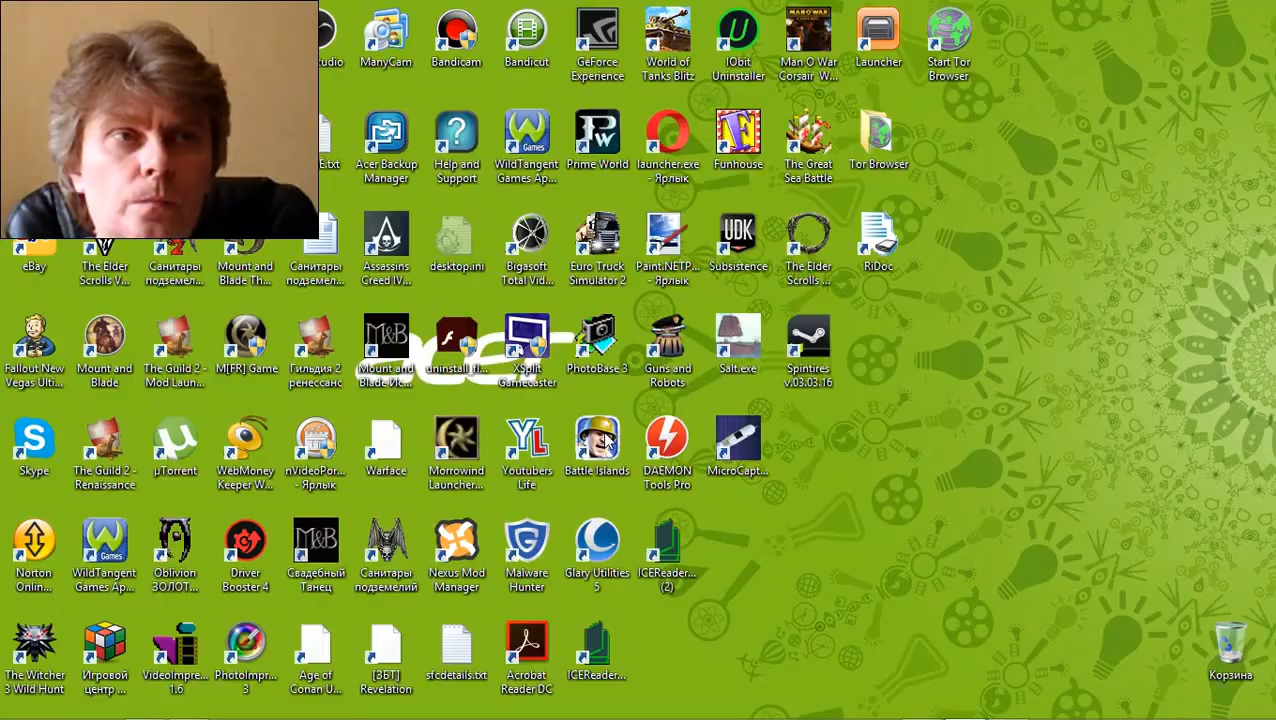 tudio
ManyCam
Bandicam
Bandicut
GeForce
Experience
World of
Tanks Blitz
IObit
Uninstaller
Man O War
Corsair W...
Launcher
Start Tor
Browser
E.txt
Acer Backup
Manager
Help and
Support
WildTangent
Games Ap...
Prime World
launcher.exe
- Ярлык
Funhouse
The Great
Sea Battle
Tor Browser
eBay
The Elder
Scrolls V...
Санитары
подземел...
Mount and
Blade Th...
Санитары
подземел...
Assassins
Creed IV...
desktop.ini
Bigasoft
Total Vid...
Euro Truck
Simulator 2
Paint.NETP...
- Ярлык
Subsistence
The Elder
Scrolls ...
RiDoc
Fallout New
Vegas Ulti...
Mount and
Blade
The Guild 2 -
Mod Laun...
M[FR] Game
Гильдия 2
ренессанс
Mount and
Blade Ис...
uninstall_fl...
XSplit
Gamecaster
PhotoBase 3
Guns and
Robots
Salt.exe
Spintires
v.03.03.16
Skype
The Guild 2 -
Renaissance
µTorrent
WebMoney
Keeper W...
nVideoPor...
- Ярлык
Warface
Morrowind
Launcher...
Youtubers
Life
Battle Islands
DAEMON
Tools Pro
MicroCapt...
Norton
Onlin...
WildTangent
Games Ap...
Oblivion
ЗОЛОТ...
Driver
Booster 4
Свадебный
Танец
Санитары
подземелий
Nexus Mod
Manager
Malware
Hunter
Glary Utilities
5
ICEReader...
(2)
The Witcher
3 Wild Hunt
Игровой
центр ...
VideoImpre...
1.6
PhotoImpr...
3
Age of
Conan U...
[ЗБТ]
Revelation
sfcdetails.txt
Acrobat
Reader DC
ICEReader...
Корзина
acer